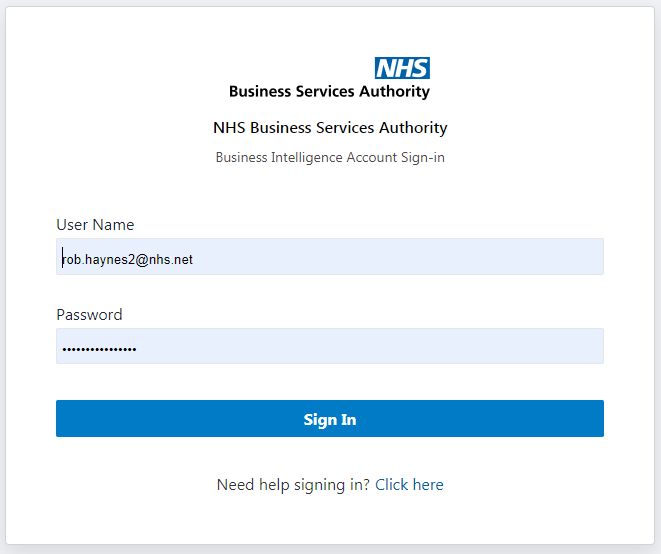 NHS
Business Services Authority
NHS Business Services Authority
Business Intelligence Account Sign-in
User Name
rob.haynes2@nhs.net
Password
••••••••••••••••
Sign In
Need help signing in? Click here